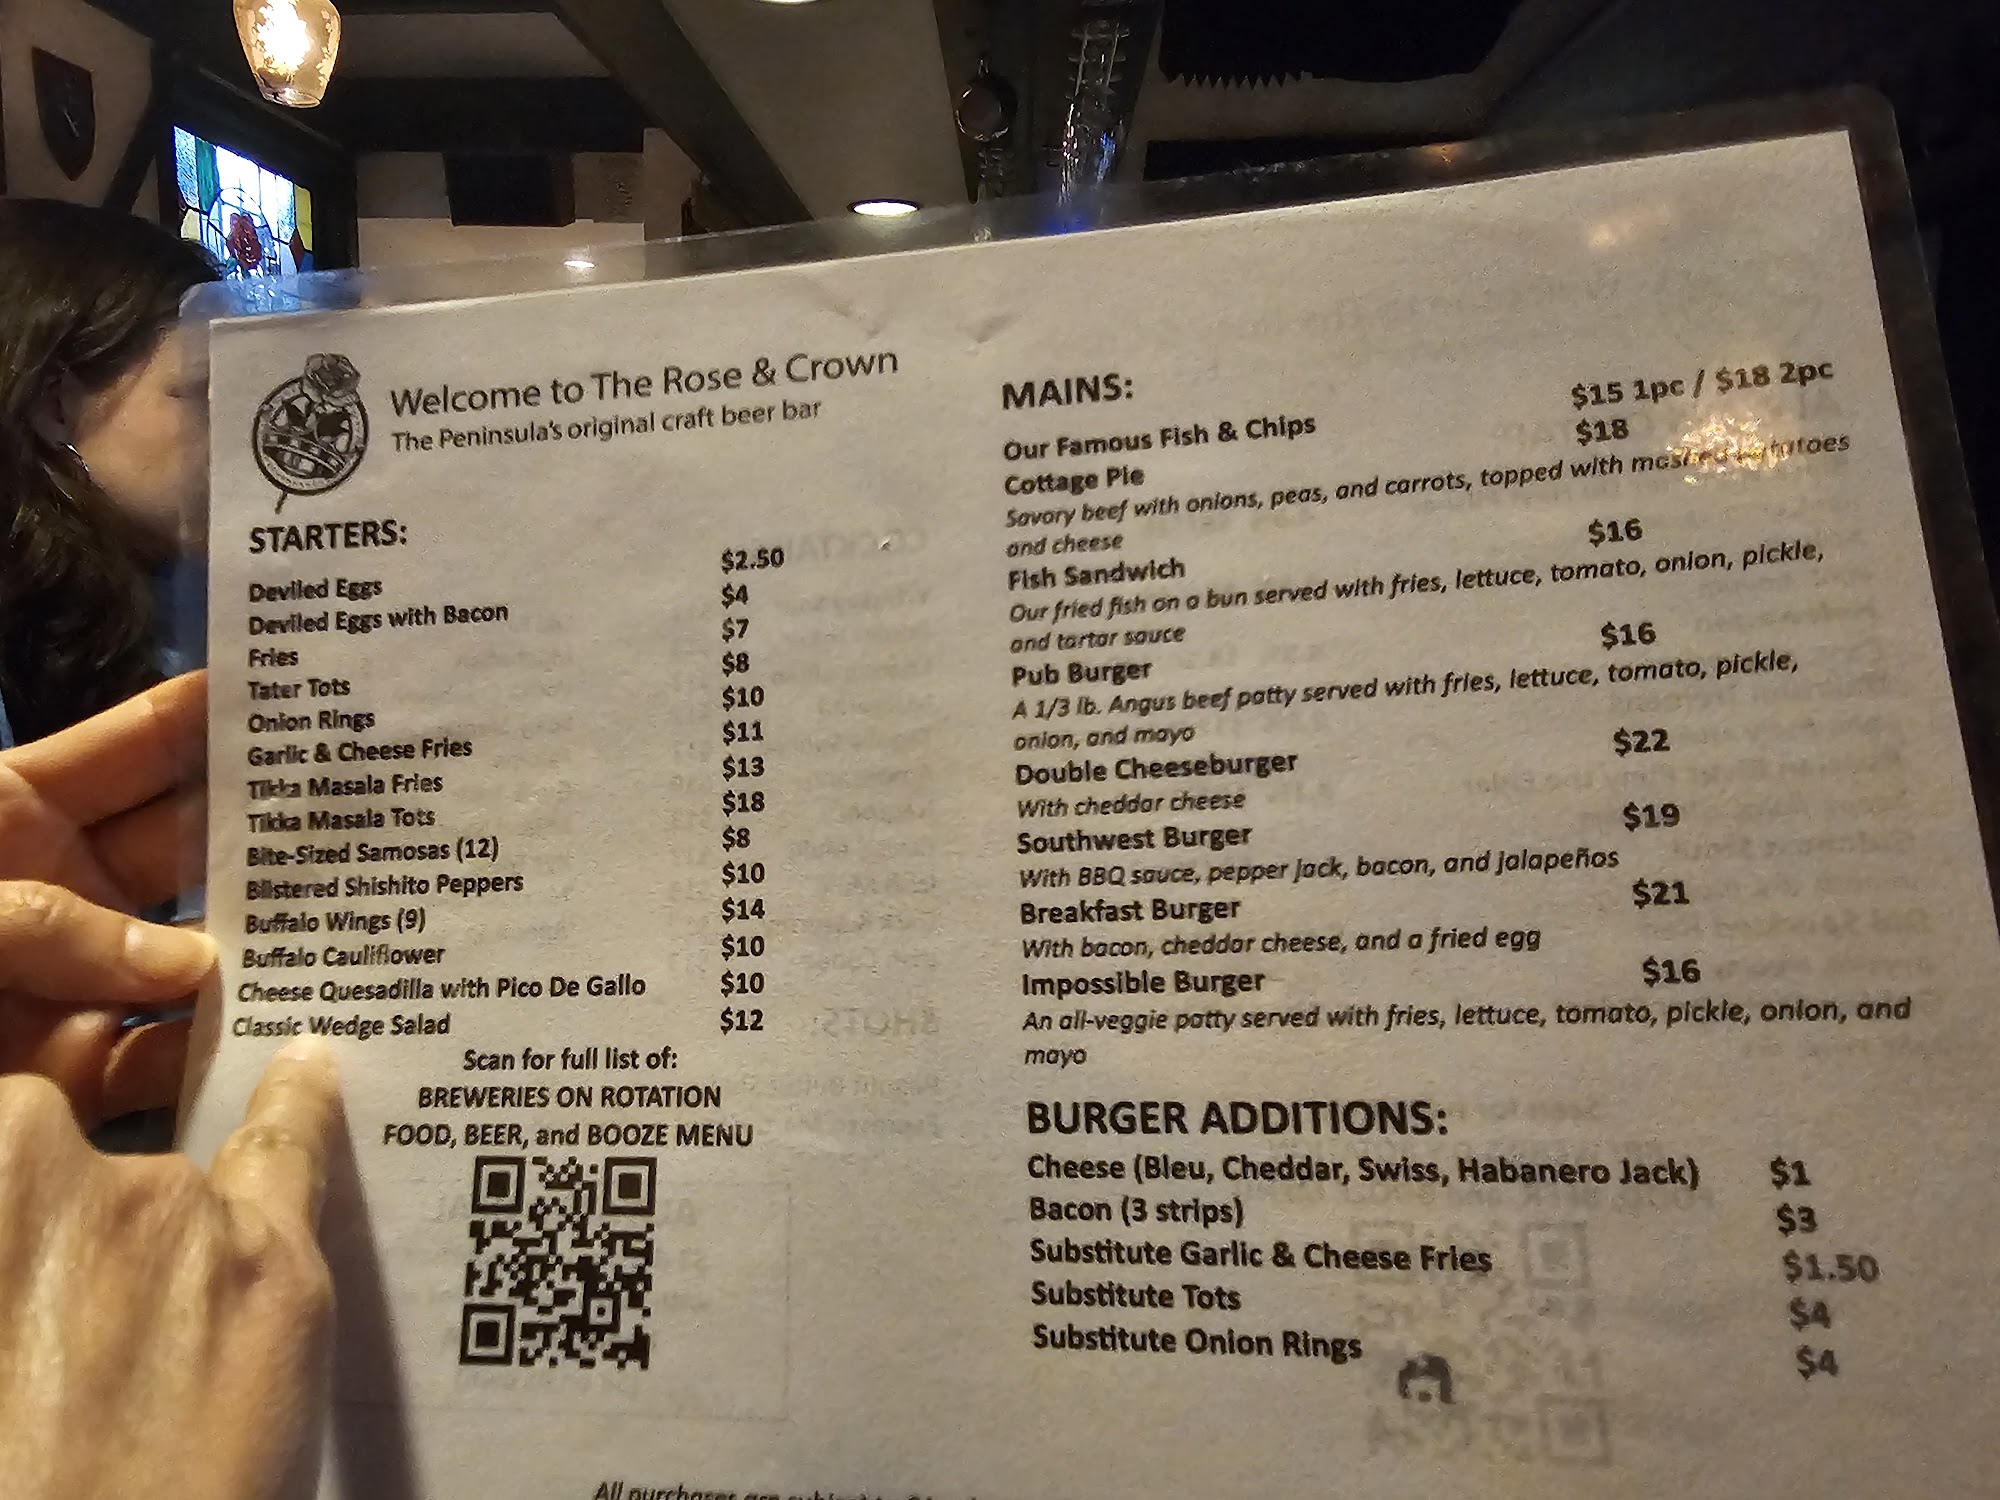 Welcome to The Rose & Crown
The Peninsula's original craft beer bar
STARTERS:
Deviled Eggs $2.50
Deviled Eggs with Bacon $4
Fries $7
Tater Tots $8
Onion Rings $10
Garlic & Cheese Fries $11
Tikka Masala Fries $13
Tikka Masala Tots $18
Bite-Sized Samosas (12) $8
Blistered Shishito Peppers $10
Buffalo Wings (9) $14
Buffalo Cauliflower $10
Cheese Quesadilla with Pico De Gallo $10
Classic Wedge Salad $12
Scan for full list of:
BREWERIES ON ROTATION
FOOD, BEER, and BOOZE MENU
MAINS:
Our Famous Fish & Chips $15 1pc / $18 2pc
Cottage Pie $18
Savory beef with onions, peas, and carrots, topped with mashed potatoes
and cheese
Fish Sandwich $16
Our fried fish on a bun served with fries, lettuce, tomato, onion, pickle,
and tartar sauce
Pub Burger $16
A 1/3 lb. Angus beef patty served with fries, lettuce, tomato, pickle,
onion, and mayo
Double Cheeseburger $22
With cheddar cheese
Southwest Burger $19
With BBQ sauce, pepper jack, bacon, and jalapeños
Breakfast Burger $21
With bacon, cheddar cheese, and a fried egg
Impossible Burger $16
An all-veggie patty served with fries, lettuce, tomato, pickle, onion, and
mayo
BURGER ADDITIONS:
Cheese (Bleu, Cheddar, Swiss, Habanero Jack) $1
Bacon (3 strips) $3
Substitute Garlic & Cheese Fries $1.50
Substitute Tots $4
Substitute Onion Rings $4
All purchases are subject